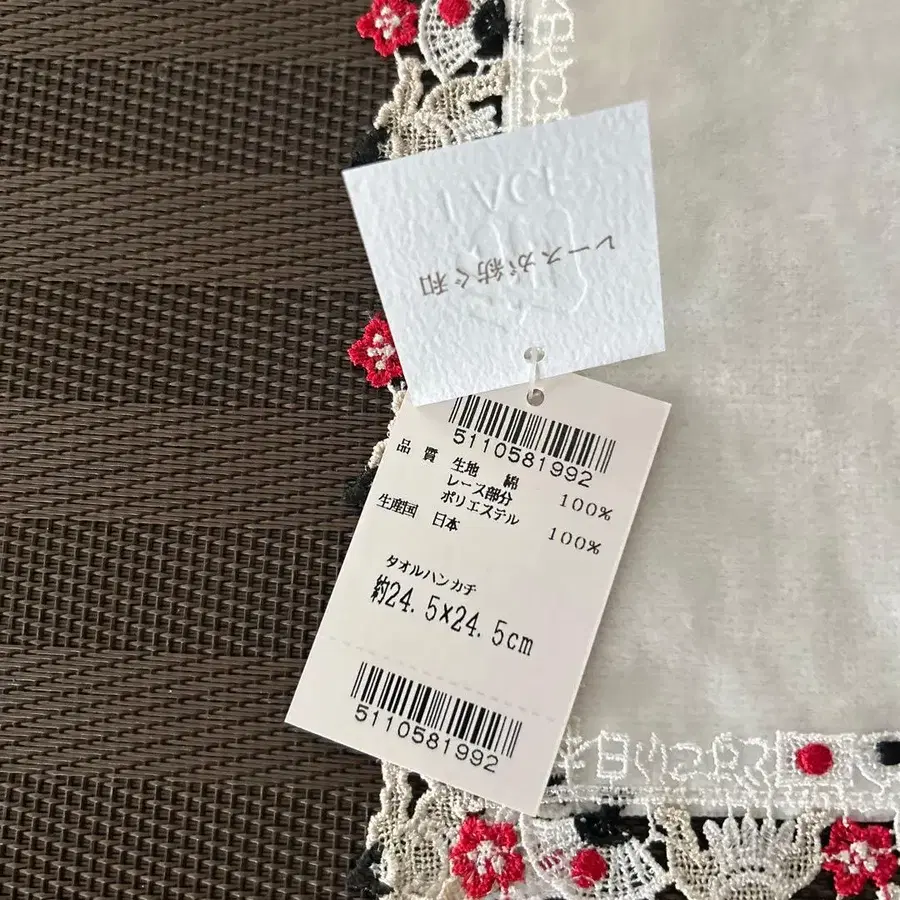 レースが紡ぐ和
5110581992
品質 生地 綿 100%
レース部分
ポリエステル 100%
生産国 日本
タオルハンカチ
約24.5×24.5cm
5110581992